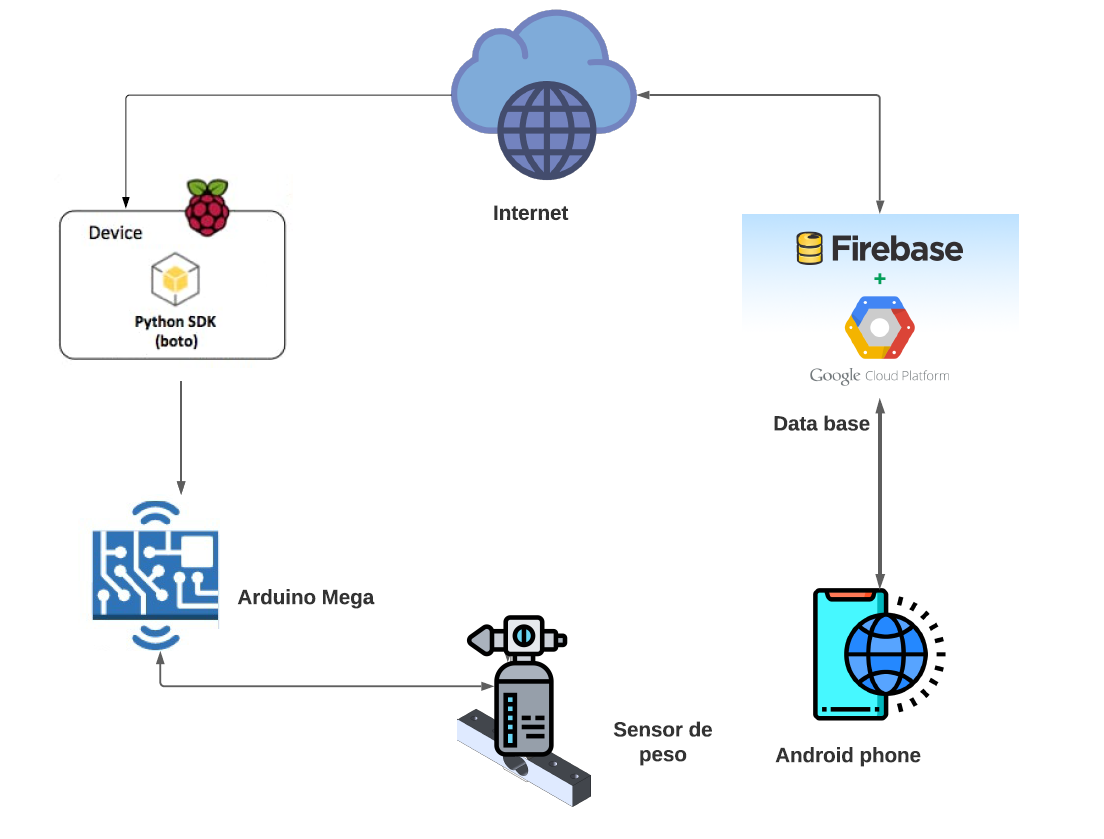 Internet
Device
Python SDK
(boto)
Firebase
+
Google Cloud Platform
Data base
Arduino Mega
Sensor de
peso
Android phone